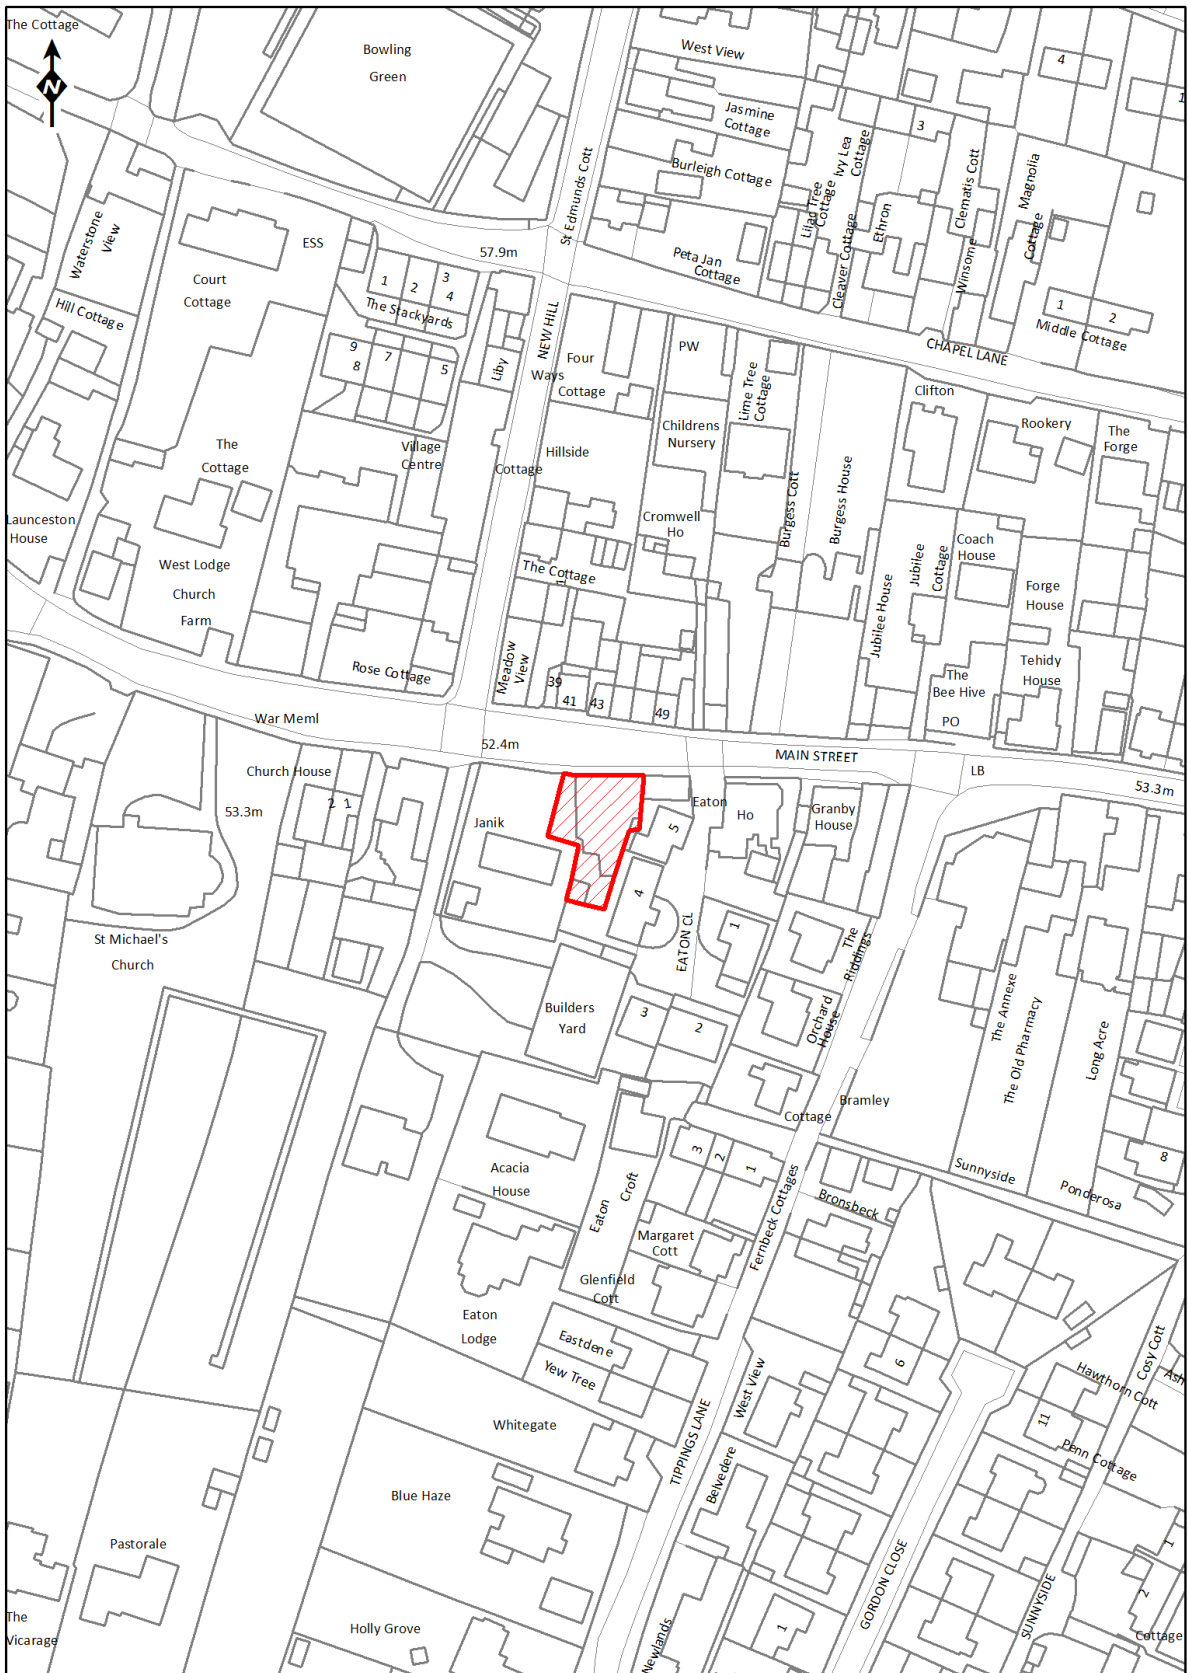 The Cottage
N
Bowling
Green
West View
4
1
Jasmine
Cottage
3
Burleigh Cottage
Ivy Lea
Cottage
Lilac Tree
Cottage
Clematis Cott
Magnolia
Cottage
St Edmunds Cott
Waterstone
View
ESS
57.9m
Peta Jan
Cottage
Cleaver Cottage
Ethron
Winsome
Court
Cottage
1
2
3
4
The Stackyards
Hill Cottage
1
2
Middle Cottage
CHAPEL LANE
NEW HILL
9
8
7
5
Liby
Four
Ways
Cottage
PW
Lime Tree
Cottage
Clifton
The
Cottage
Village
Centre
Cottage
Hillside
Childrens
Nursery
Rookery
The
Forge
Burgess Cott
Burgess House
Launceston
House
Cromwell
Ho
West Lodge
Church
Farm
The Cottage
1
Jubilee
Cottage
Coach
House
Jubilee House
Forge
House
Rose Cottage
Meadow
View
39
41
43
49
The
Bee Hive
PO
Tehidy
House
War Meml
52.4m
MAIN STREET
LB
53.3m
Church House
2
1
53.3m
Janik
5
Eaton
Ho
Granby
House
4
EATON CL
1
The
Riddings
St Michael's
Church
Builders
Yard
3
2
Orchard
House
The Annexe
The Old Pharmacy
Long Acre
Cottage
Bramley
Acacia
House
Eaton
Croft
3
2
1
Fernbeck Cottages
Bronsbeck
Sunnyside
Ponderosa
8
Margaret
Cott
Glenfield
Cott
Eaton
Lodge
Eastdene
Yew Tree
6
Cosy Cott
Hawthorn Cott
Ash
Whitegate
TIPPINGS LANE
West View
11
Penn Cottage
Blue Haze
Belvedere
Pastorale
GORDON CLOSE
SUNNYSIDE
1
2
The
Vicarage
Holly Grove
Newlands
1
Cottage